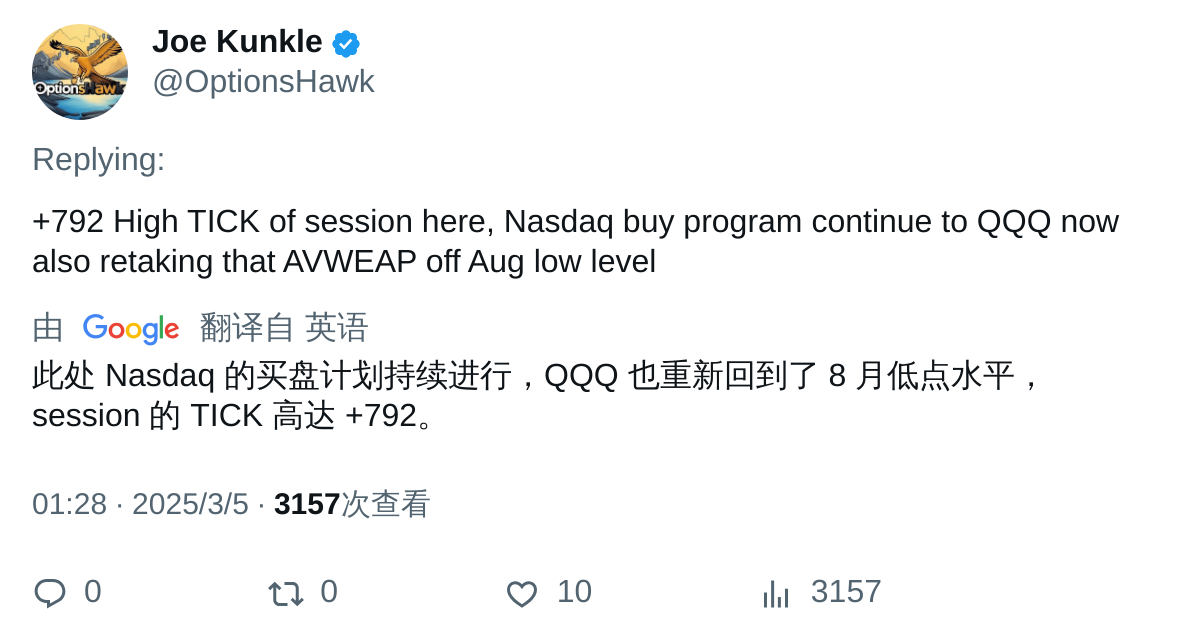 Joe Kunkle
@OptionsHawk
OptionsHawk
Replying:
+792 High TICK of session here, Nasdaq buy program continue to QQQ now
also retaking that AVWEAP off Aug low level
由 Google 翻译自 英语
此处 Nasdaq 的买盘计划持续进行，QQQ 也重新回到了 8 月低点水平，
session 的 TICK 高达 +792。
01:28 · 2025/3/5 · 3157次查看
0 0 10 3157